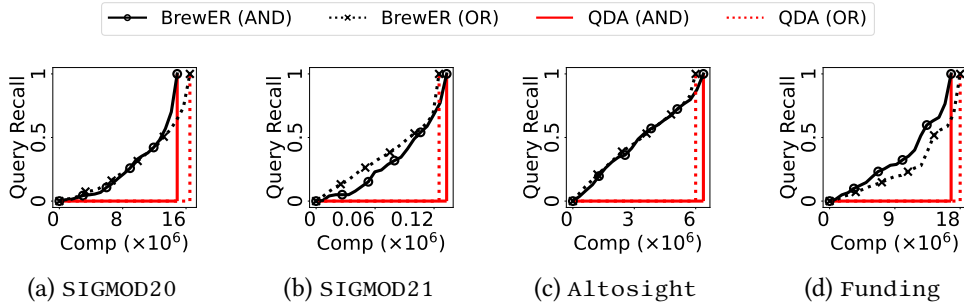 BrewER (AND) BrewER (OR) QDA (AND) QDA (OR)
Query Recall
0 0.5 1
0 8 16
Comp (×10⁶)
(a) SIGMOD20
Query Recall
0 0.5 1
0 0.06 0.12
Comp (×10⁶)
(b) SIGMOD21
Query Recall
0 0.5 1
0 3 6
Comp (×10⁶)
(c) Altosight
Query Recall
0 0.5 1
0 9 18
Comp (×10⁶)
(d) Funding